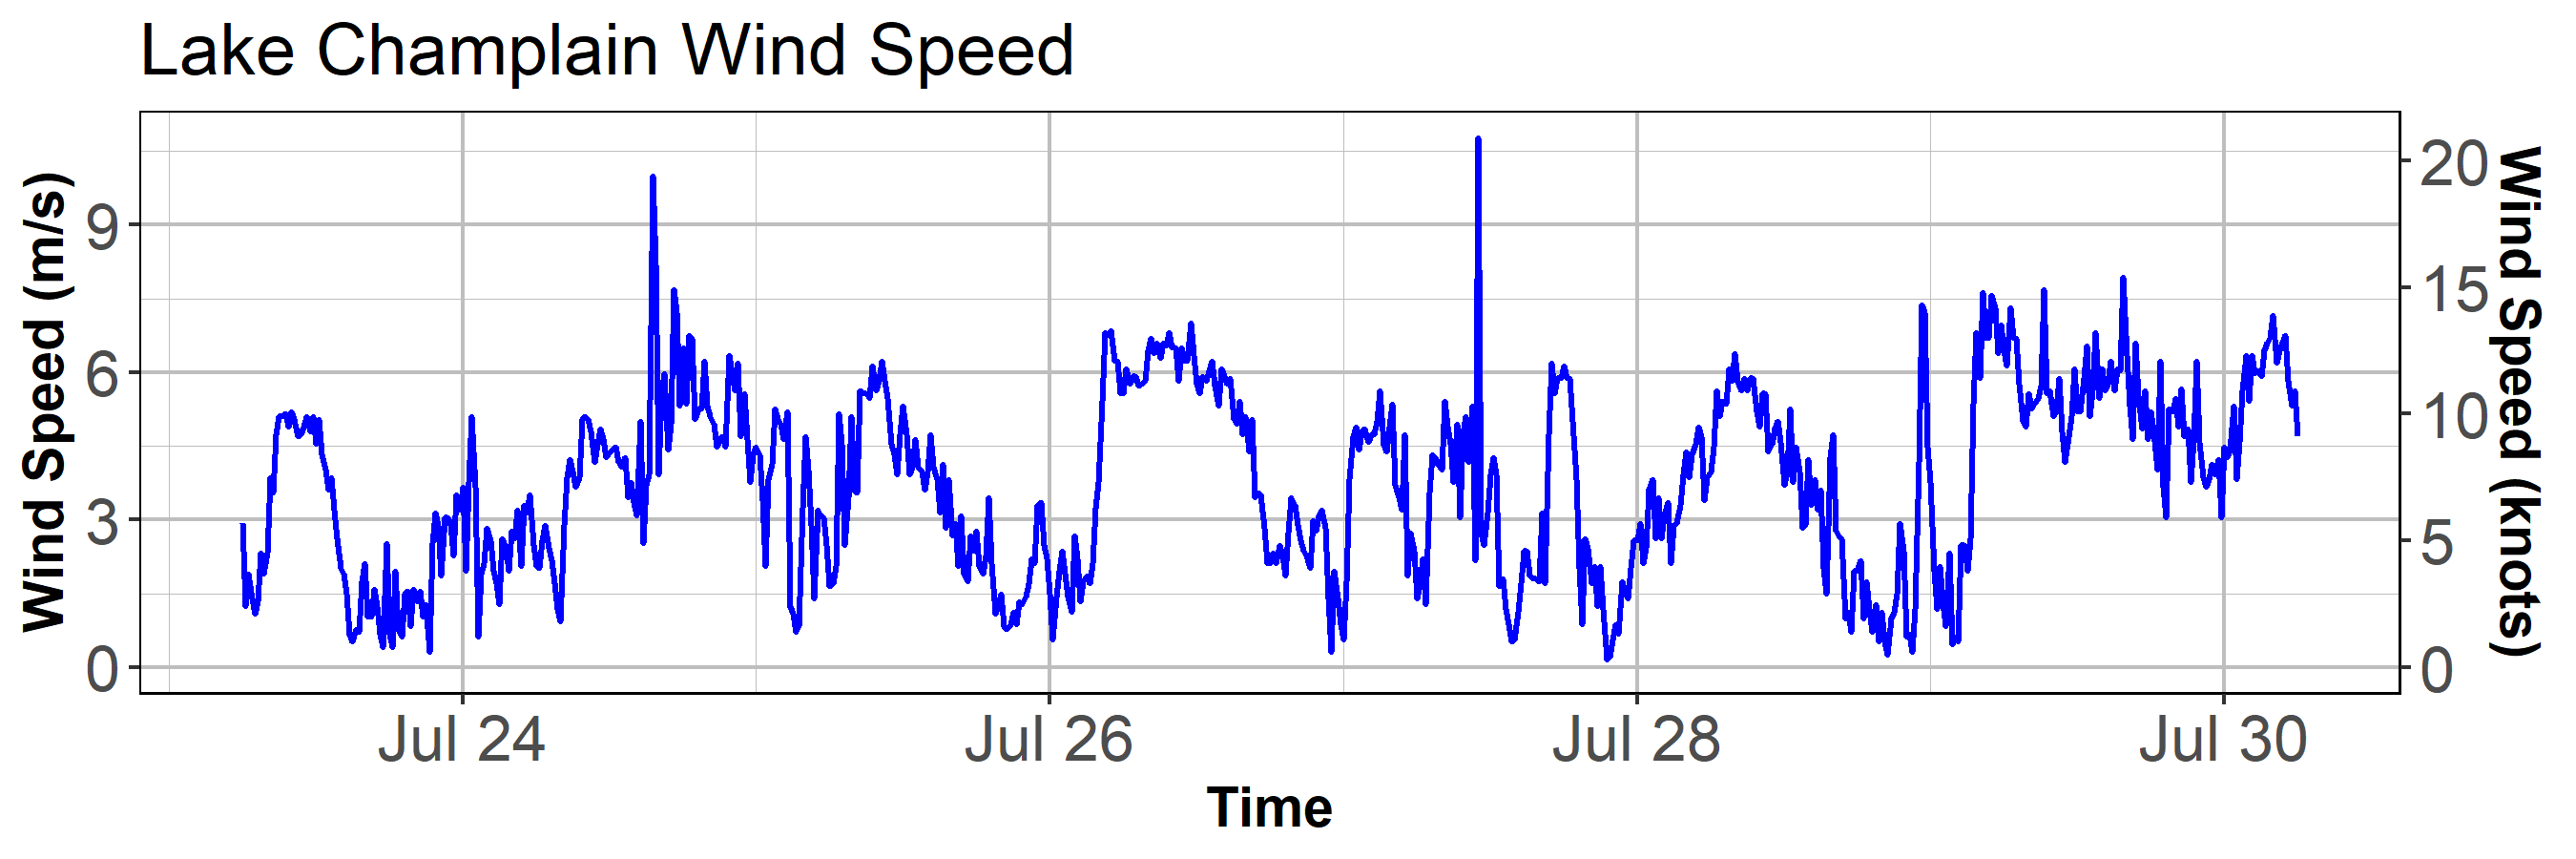 Lake Champlain Wind Speed
Wind Speed (m/s)
9
6
3
0
20
15
10
5
0
Wind Speed (knots)
Jul 24
Jul 26
Jul 28
Jul 30
Time